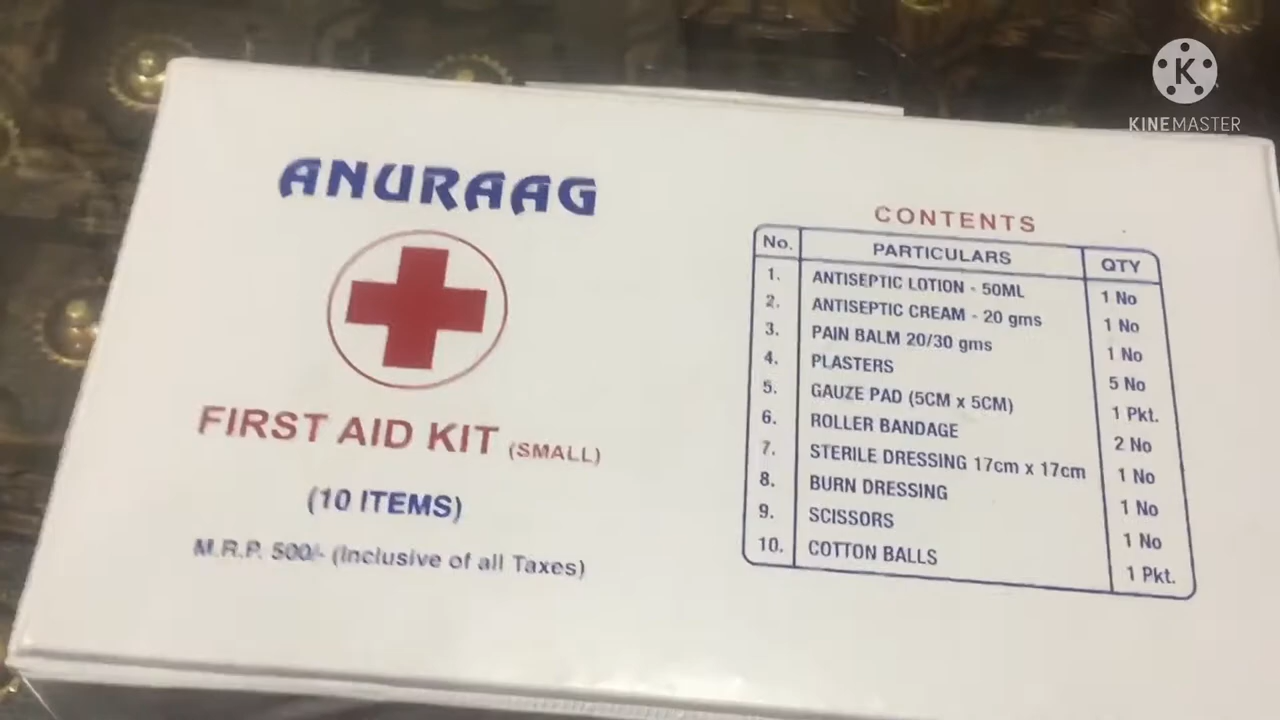 ANURAAG
FIRST AID KIT (SMALL)
(10 ITEMS)
M.R.P. 500/- (Inclusive of all Taxes)
CONTENTS
No. PARTICULARS QTY
1. ANTISEPTIC LOTION - 50ML 1 No
2. ANTISEPTIC CREAM - 20 gms 1 No
3. PAIN BALM 20/30 gms 1 No
4. PLASTERS 5 No
5. GAUZE PAD (5CM x 5CM) 1 Pkt.
6. ROLLER BANDAGE 2 No
7. STERILE DRESSING 17cm x 17cm 1 No
8. BURN DRESSING 1 No
9. SCISSORS 1 No
10. COTTON BALLS 1 Pkt.
K
KINEMASTER